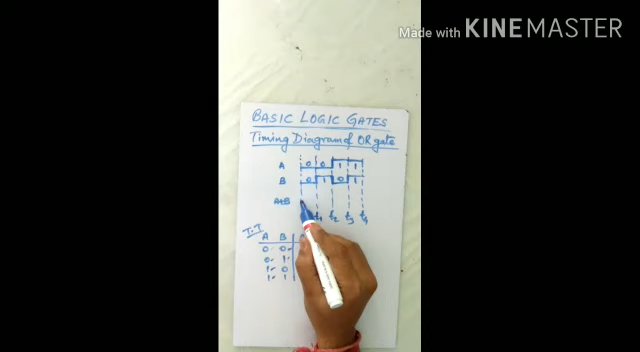 Made with KINEMASTER
BASIC LOGIC GATES
Timing Diagram of OR gate
A 0 0 1 1
B 0 1 0 1
A+B
t1 t2 t3 t4
T.T
A B
0 0
0 1
1 0
1 1